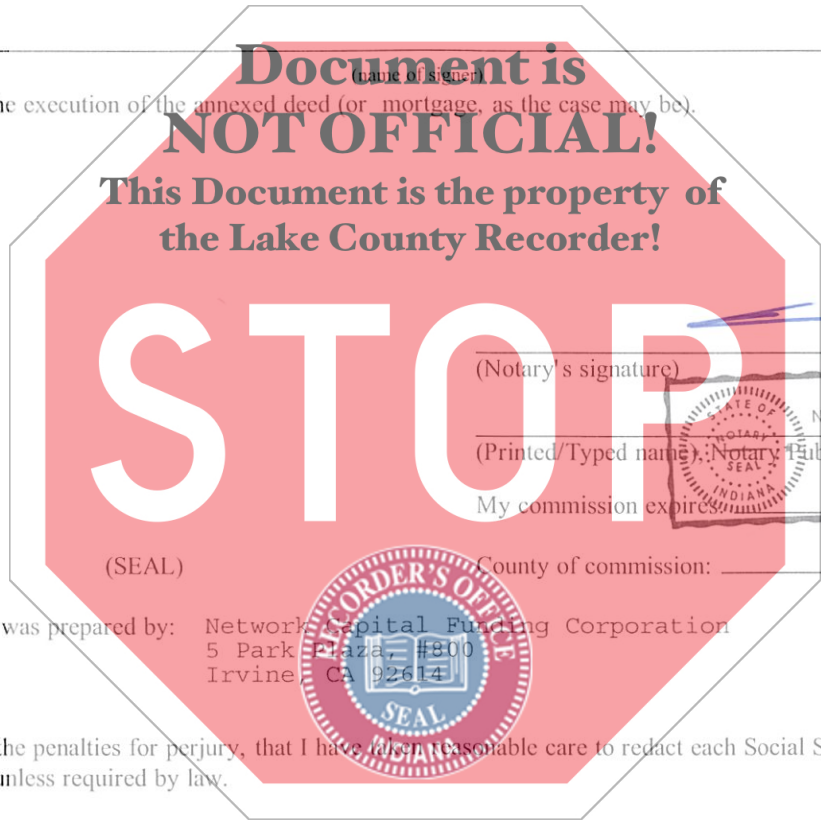 Document is
(name of signer)
he execution of the annexed deed (or mortgage, as the case may be).
NOT OFFICIAL!
This Document is the property of
the Lake County Recorder!
STOP
(Notary's signature)
STATE OF
NOTARY
SEAL
INDIANA
N
(Printed/Typed name), Notary Pub
My commission expires:
(SEAL)
County of commission:
RECORDER'S OFFICE
SEAL
INDIANA
was prepared by: Network Capital Funding Corporation
5 Park Plaza, #800
Irvine, CA 92614
he penalties for perjury, that I have taken reasonable care to redact each Social S
unless required by law.